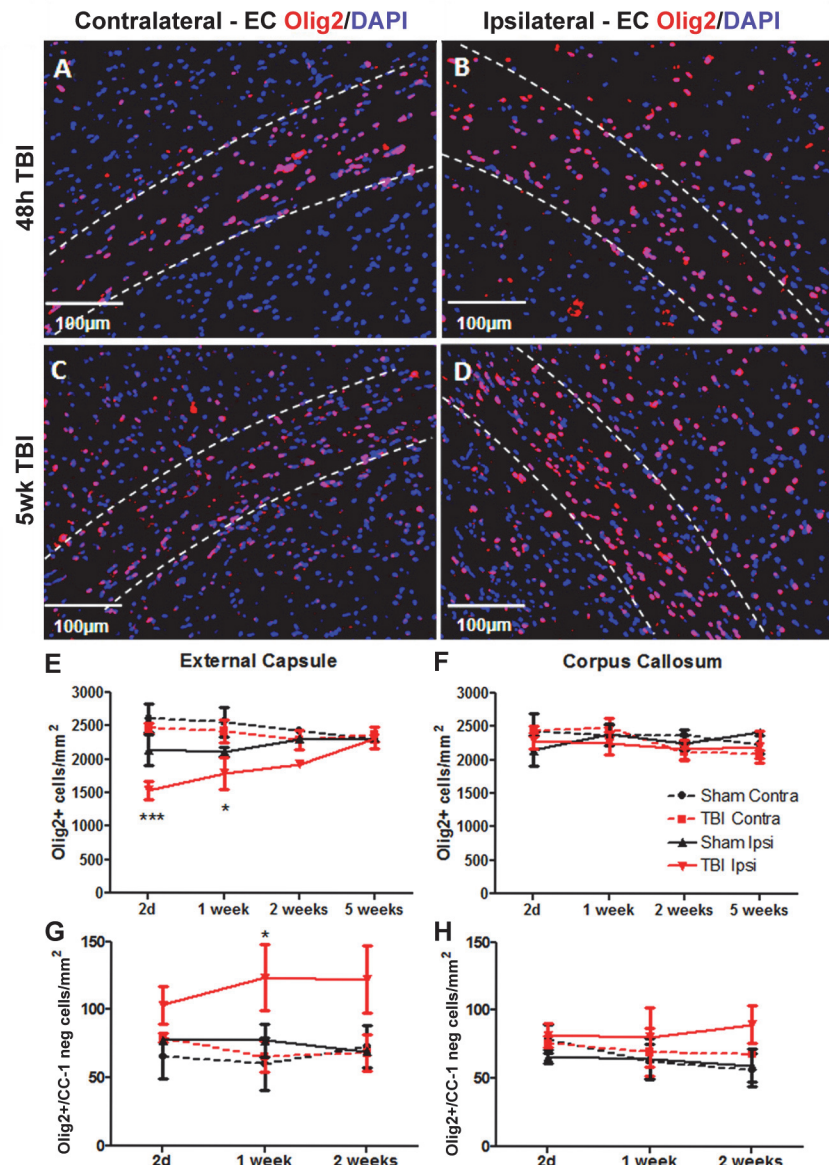 Contralateral - EC Olig2/DAPI
Ipsilateral - EC Olig2/DAPI
48h TBI
A
100µm
B
100µm
5wk TBI
C
100µm
D
100µm
E
External Capsule
Olig2+ cells/mm²
3000
2500
2000
1500
1000
500
0
***
*
2d
1 week
2 weeks
5 weeks
F
Corpus Callosum
Olig2+ cells/mm²
3000
2500
2000
1500
1000
500
0
Sham Contra
TBI Contra
Sham Ipsi
TBI Ipsi
2d
1 week
2 weeks
5 weeks
G
Olig2+/CC-1 neg cells/mm²
150
100
50
0
*
2d
1 week
2 weeks
H
Olig2+/CC-1 neg cells/mm²
150
100
50
0
2d
1 week
2 weeks